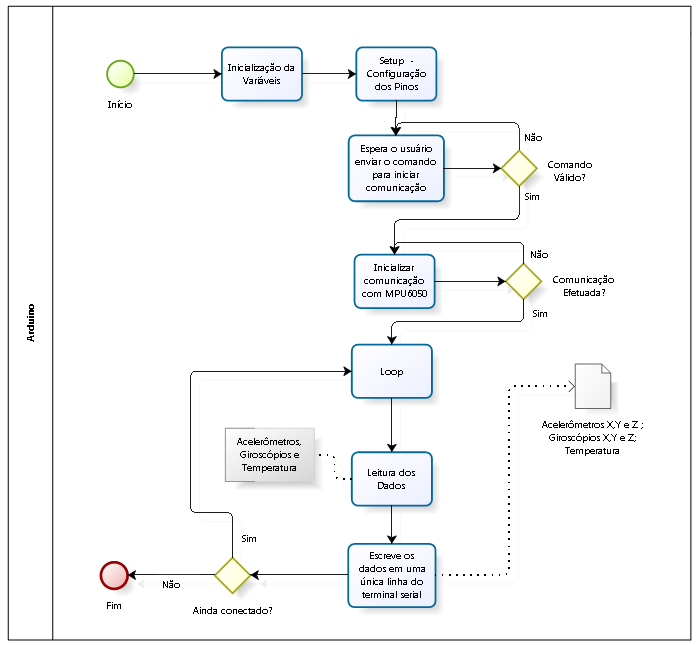 Arduino
Início
Inicialização da
Variáveis
Setup -
Configuração
dos Pinos
Espera o usuário
enviar o comando
para iniciar
comunicação
Não
Comando
Válido?
Sim
Inicializar
comunicação
com MPU6050
Não
Comunicação
Efetuada?
Sim
Loop
Acelerômetros,
Giroscópios e
Temperatura
Leitura dos
Dados
Acelerômetros X,Y e Z ;
Giroscópios X,Y e Z;
Temperatura
Escreve os
dados em uma
única linha do
terminal serial
Sim
Ainda conectado?
Não
Fim